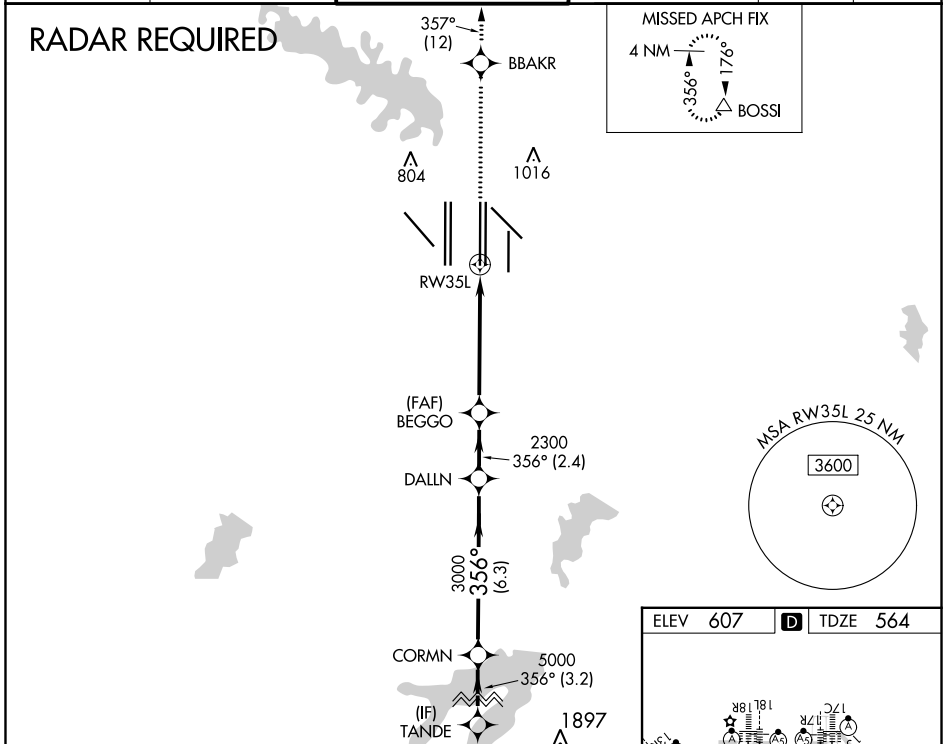 RADAR REQUIRED
357°
(12)
BBAKR
MISSED APCH FIX
4 NM
356°
176°
BOSSI
804
1016
RW35L
(FAF)
BEGGO
2300
356° (2.4)
DALLN
MSA RW35L 25 NM
3600
3000
356°
(6.3)
CORMN
5000
356° (3.2)
(IF)
TANDE
1897
ELEV 607
D
TDZE 564
18R
18L
17R
17C
A
A5
A5